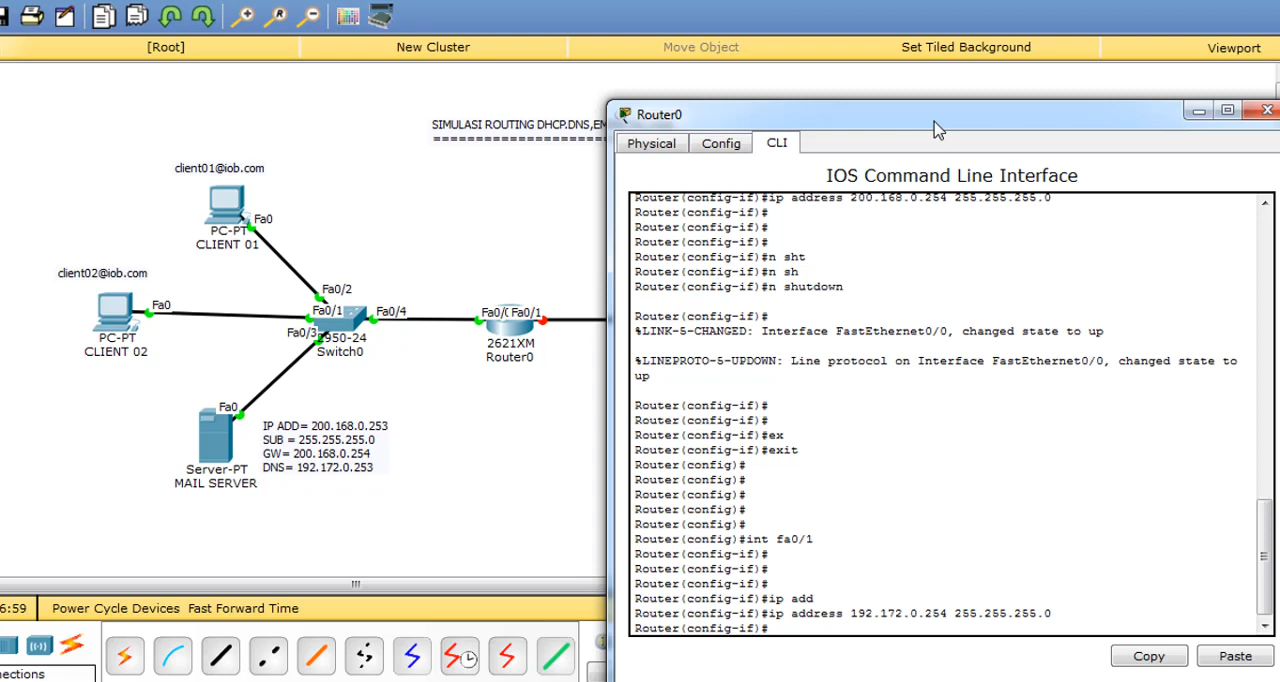 [Root]
New Cluster
Move Object
Set Tiled Background
Viewport
SIMULASI ROUTING DHCP.DNS,EM
==========================
client01@iob.com
Fa0
PC-PT
CLIENT 01
client02@iob.com
Fa0
PC-PT
CLIENT 02
Fa0/2
Fa0/1
Fa0/4
Fa0/3
2950-24
Switch0
Fa0/0
Fa0/1
2621XM
Router0
Fa0
IP ADD= 200.168.0.253
SUB = 255.255.255.0
GW= 200.168.0.254
DNS= 192.172.0.253
Server-PT
MAIL SERVER
6:59
Power Cycle Devices Fast Forward Time
nnections
Router0
Physical
Config
CLI
IOS Command Line Interface
Router(config-if)#ip address 200.168.0.254 255.255.255.0
Router(config-if)#
Router(config-if)#
Router(config-if)#
Router(config-if)#n sht
Router(config-if)#n sh
Router(config-if)#n shutdown
Router(config-if)#
%LINK-5-CHANGED: Interface FastEthernet0/0, changed state to up
%LINEPROTO-5-UPDOWN: Line protocol on Interface FastEthernet0/0, changed state to
up
Router(config-if)#
Router(config-if)#
Router(config-if)#ex
Router(config-if)#exit
Router(config)#
Router(config)#
Router(config)#
Router(config)#
Router(config)#
Router(config)#int fa0/1
Router(config-if)#
Router(config-if)#
Router(config-if)#
Router(config-if)#ip add
Router(config-if)#ip address 192.172.0.254 255.255.255.0
Router(config-if)#
Copy
Paste